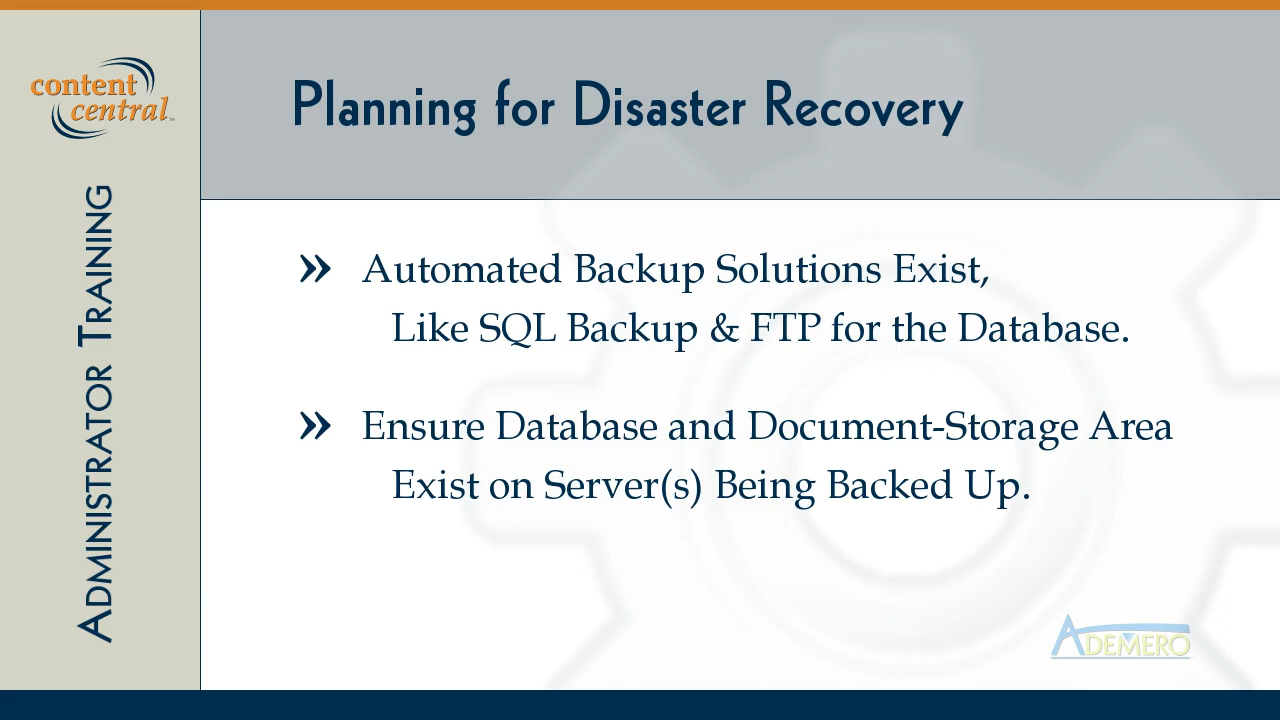 content
central™
ADMINISTRATOR TRAINING
Planning for Disaster Recovery
» Automated Backup Solutions Exist,
Like SQL Backup & FTP for the Database.
» Ensure Database and Document-Storage Area
Exist on Server(s) Being Backed Up.
ADEMERO